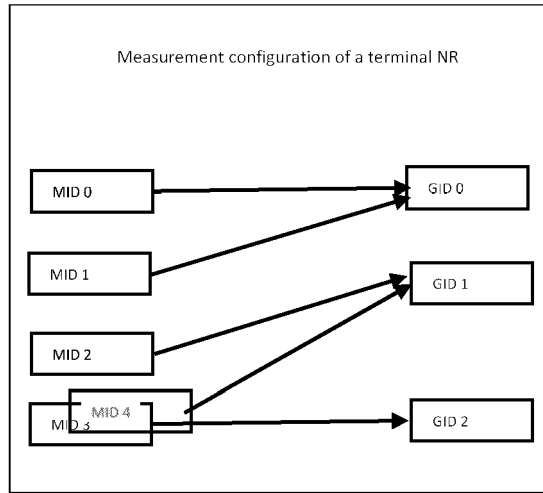 Measurement configuration of a terminal NR
MID 0
GID 0
MID 1
GID 1
MID 2
MID 4
MID 3
GID 2